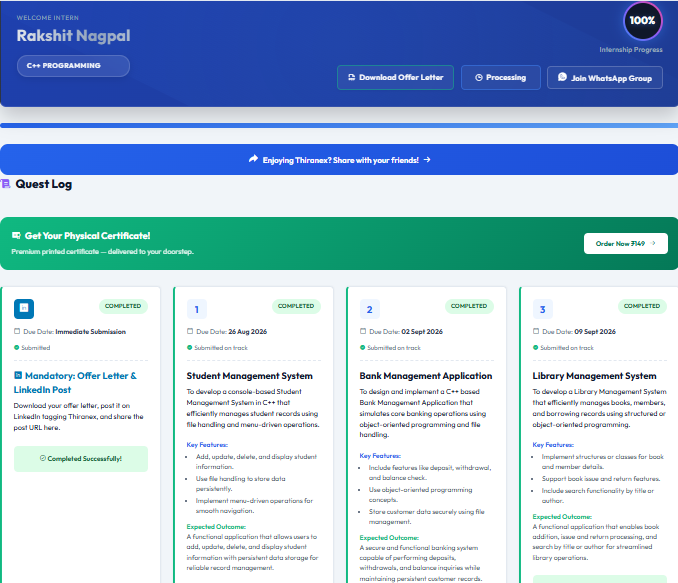 WELCOME INTERN
Rakshit Nagpal
C++ PROGRAMMING
100%
Internship Progress
Download Offer Letter
Processing
Join WhatsApp Group
Enjoying Thiranex? Share with your friends! →
Quest Log
Get Your Physical Certificate!
Premium printed certificate — delivered to your doorstep.
Order Now ₹149
COMPLETED
Due Date: Immediate Submission
Submitted
Mandatory: Offer Letter &
LinkedIn Post
Download your offer letter, post it on
LinkedIn tagging Thiranex, and share the
post URL here.
Completed Successfully!
1
COMPLETED
Due Date: 26 Aug 2026
Submitted on track
Student Management System
To develop a console-based Student
Management System in C++ that
efficiently manages student records using
file handling and menu-driven operations.
Key Features:
• Add, update, delete, and display student
information.
• Use file handling to store data
persistently.
• Implement menu-driven operations for
smooth navigation.
Expected Outcome:
A functional application that allows users to
add, update, delete, and display student
information with persistent data storage for
reliable record management.
2
COMPLETED
Due Date: 02 Sept 2026
Submitted on track
Bank Management Application
To design and implement a C++ based
Bank Management Application that
simulates core banking operations using
object-oriented programming and file
handling.
Key Features:
• Include features like deposit, withdrawal,
and balance check.
• Use object-oriented programming
concepts.
• Store customer data securely using file
management.
Expected Outcome:
A secure and functional banking system
capable of performing deposits,
withdrawals, and balance inquiries while
maintaining persistent customer records.
3
COMPLETED
Due Date: 09 Sept 2026
Submitted on track
Library Management System
To develop a Library Management System
that efficiently manages books, members,
and borrowing records using structured or
object-oriented programming.
Key Features:
• Implement structures or classes for book
and member details.
• Support book issue and return features.
• Include search functionality by title or
author.
Expected Outcome:
A functional application that enables book
addition, issue and return processing, and
search by title or author for streamlined
library operations.